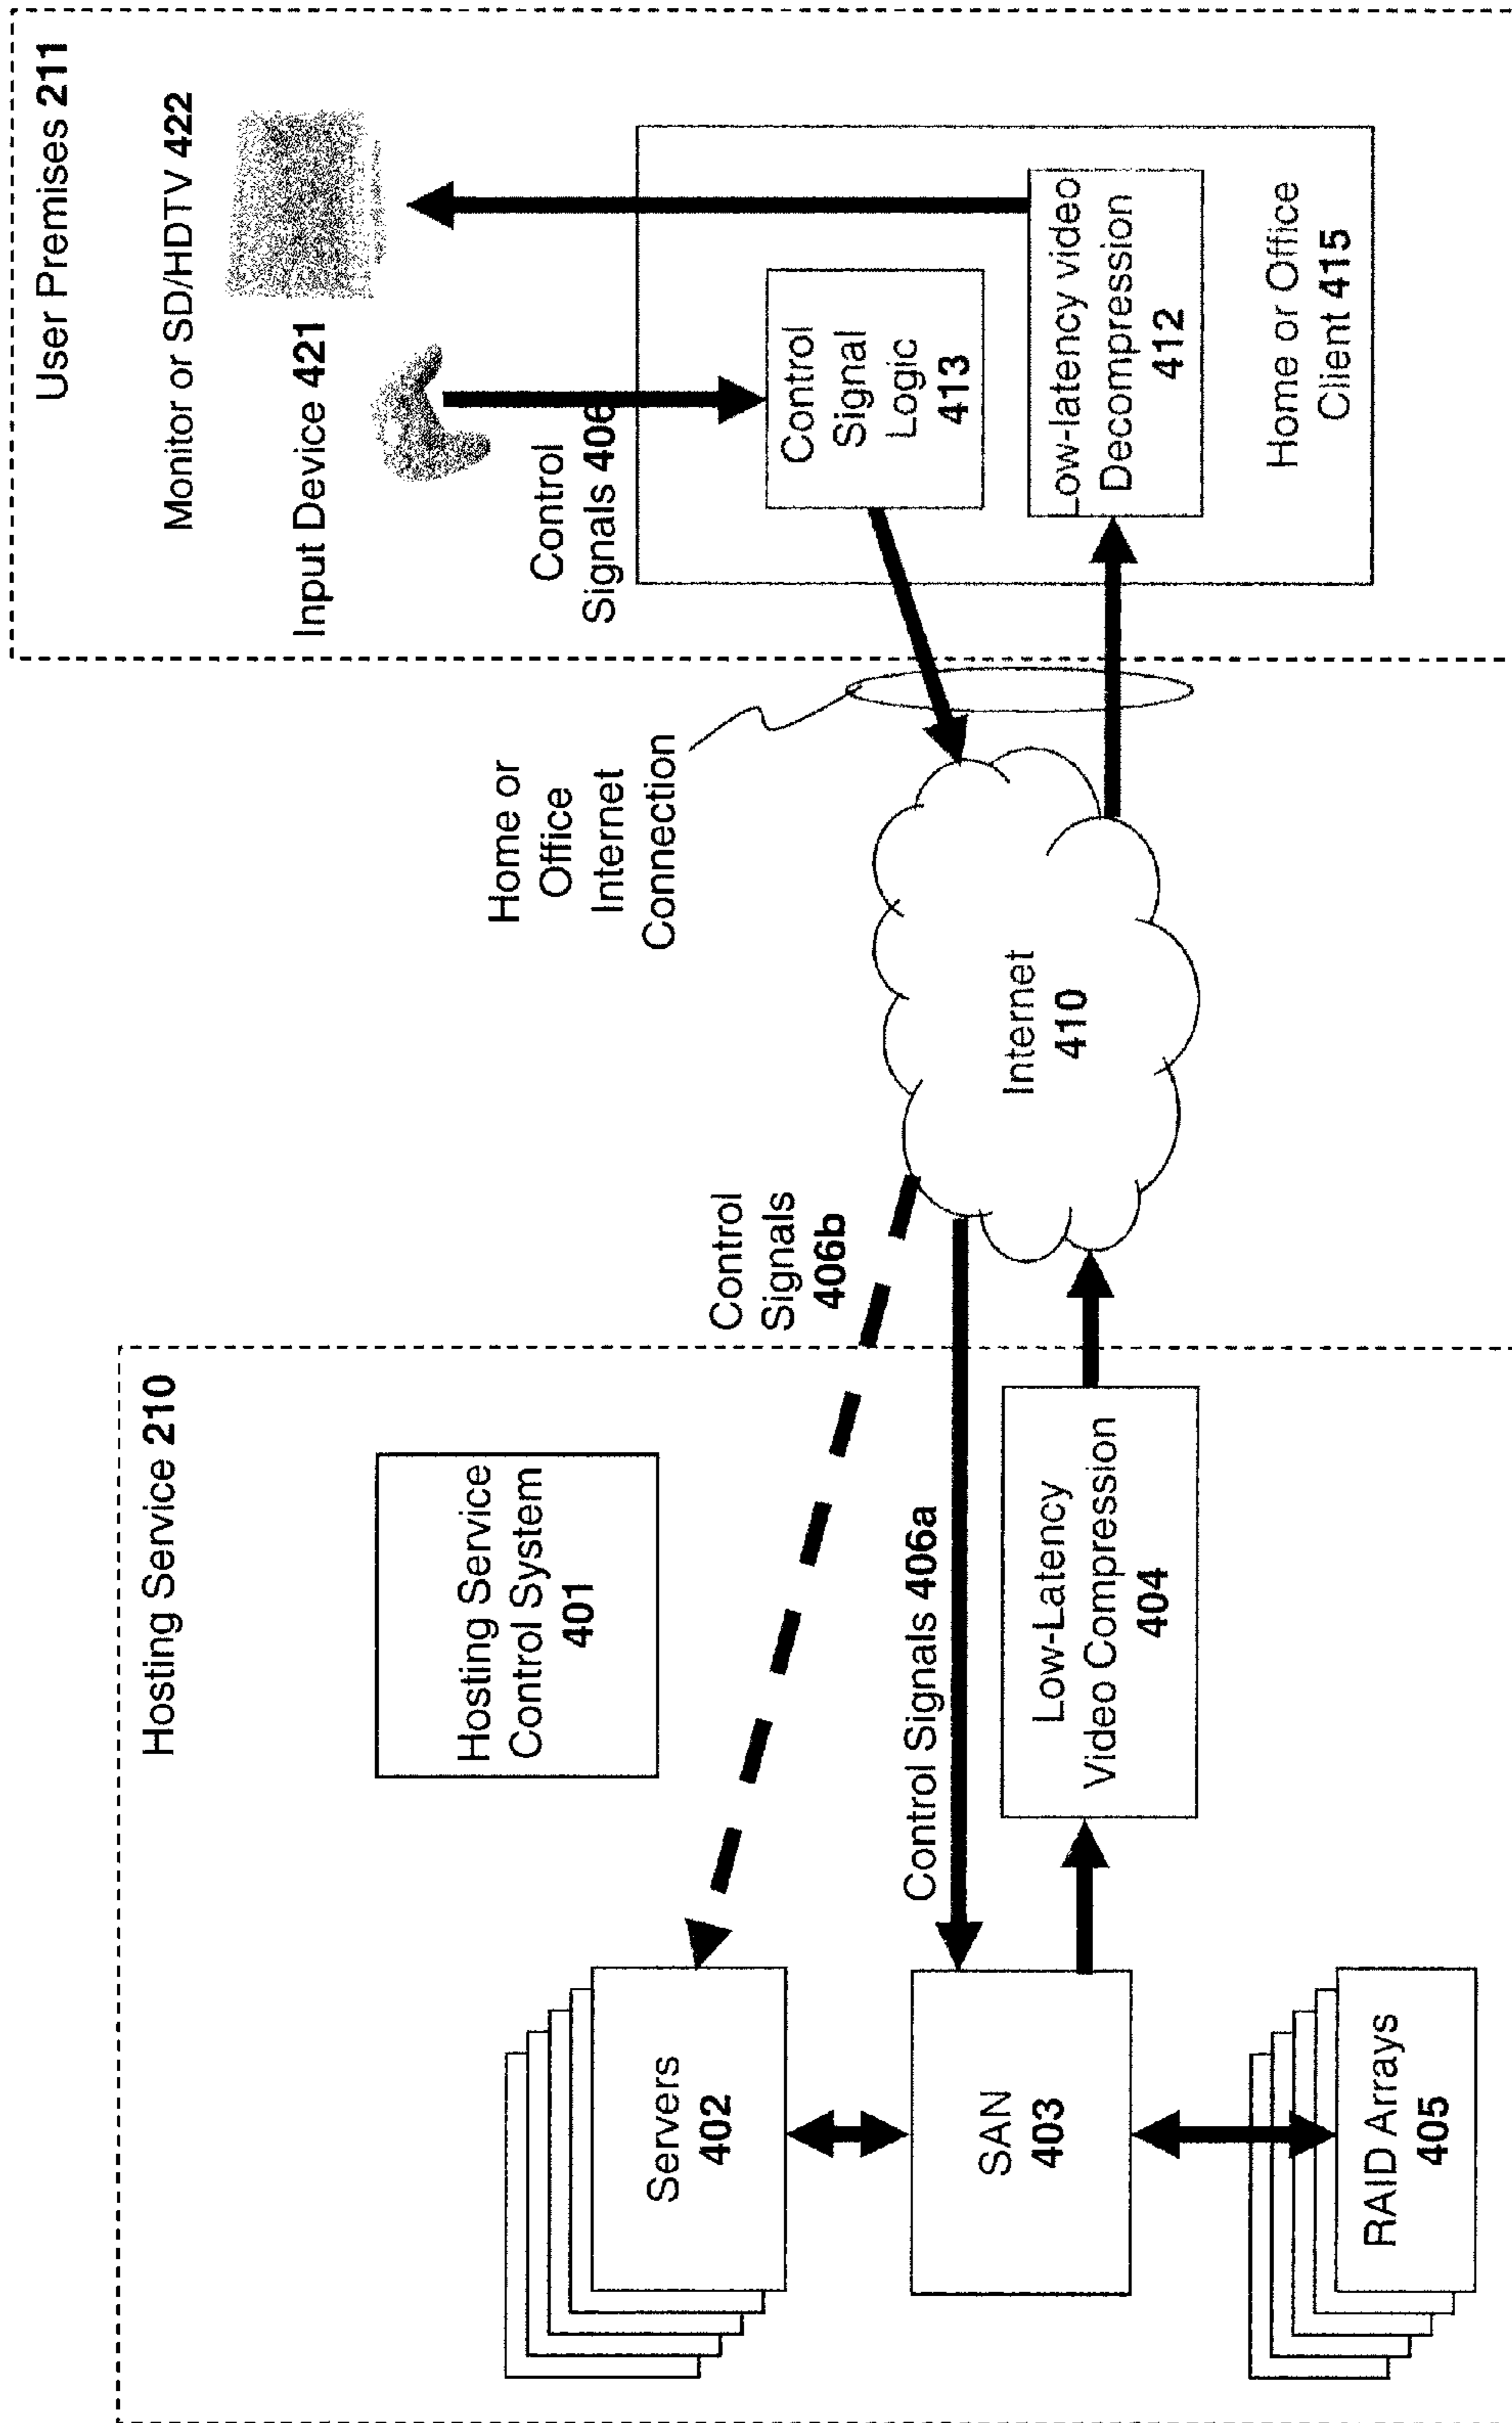 Hosting Service 210
Hosting Service
Control System
401
Servers
402
SAN
403
RAID Arrays
405
Control Signals 406a
Low-Latency
Video Compression
404
Control
Signals
406b
Internet
410
Home or
Office
Internet
Connection
User Premises 211
Monitor or SD/HDTV 422
Input Device 421
Control
Signals 406
Control
Signal
Logic
413
Low-latency video
Decompression
412
Home or Office
Client 415